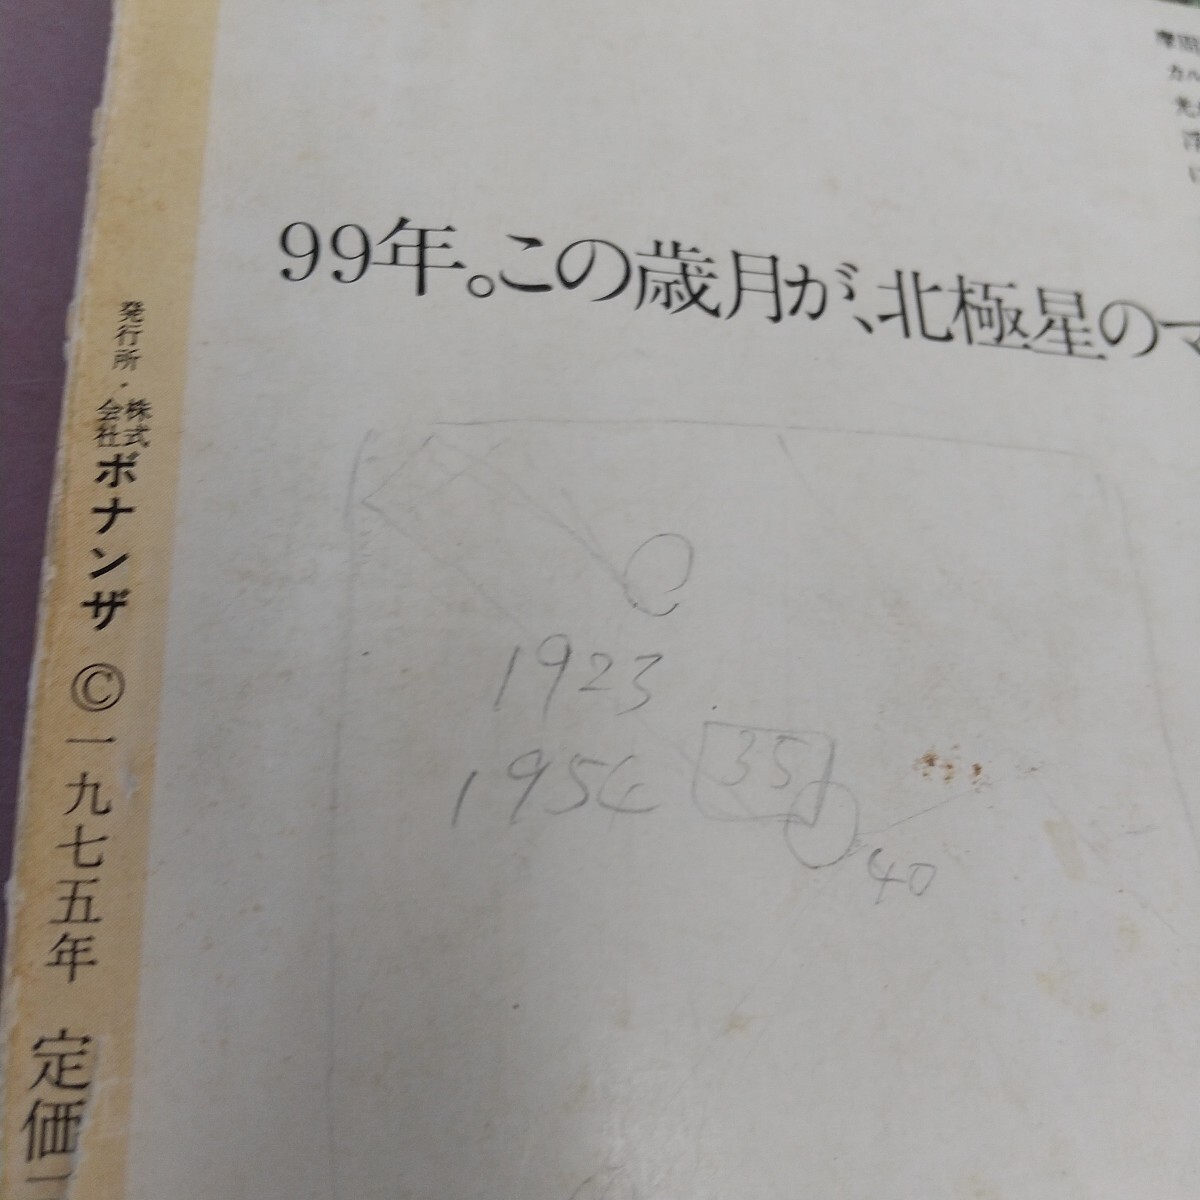 99年。この歳月が、北極星のマ
発行所・株式会社ボナンザ ©一九七五年 定価
1923
1954 35
40